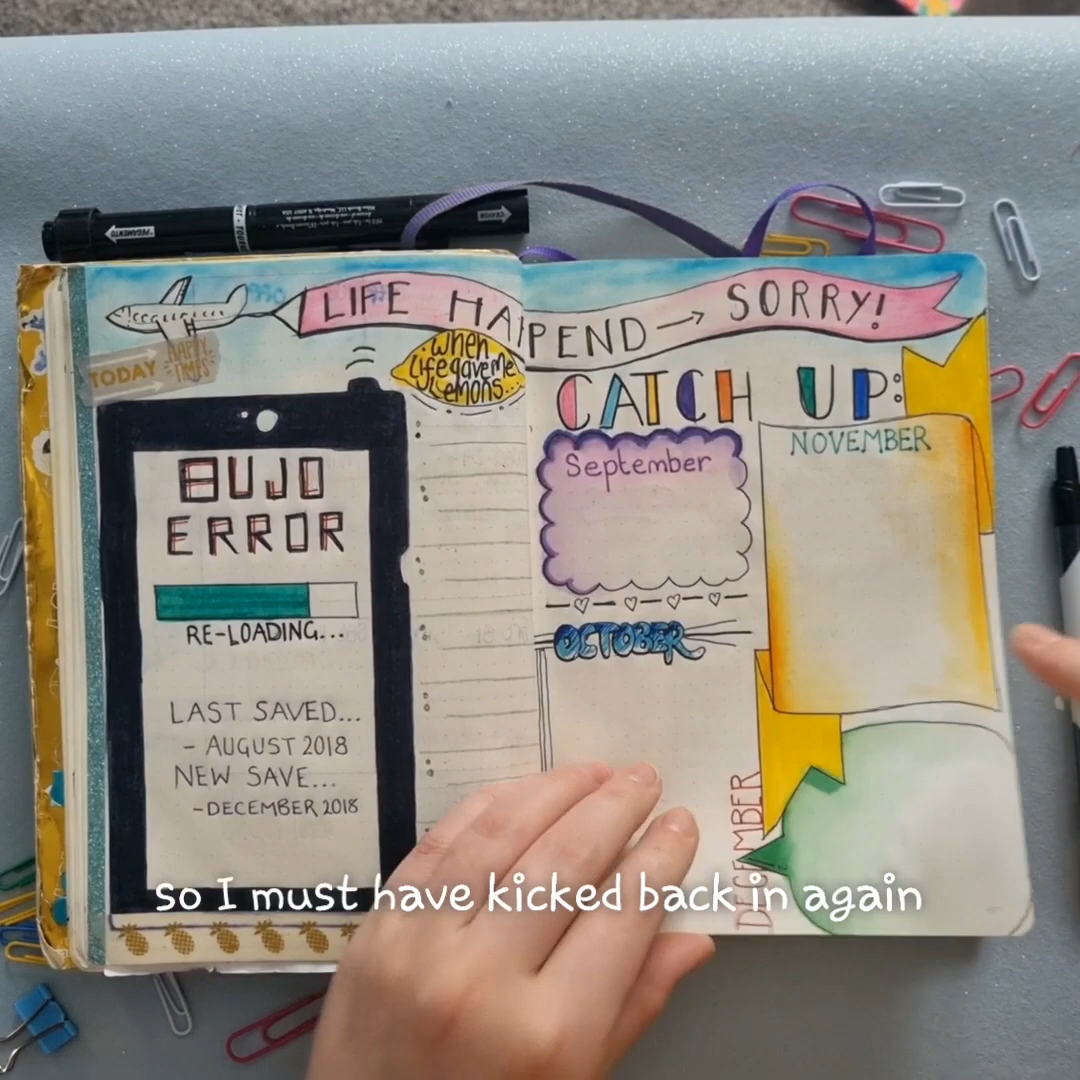 LIFE HAPPEND → SORRY!
TODAY
HAPPY TIMES
When
Life gave me
Lemons...
BUJO
ERROR
RE-LOADING...
LAST SAVED...
- AUGUST 2018
NEW SAVE...
-DECEMBER 2018
CATCH UP:
September
NOVEMBER
OCTOBER
DECEMBER
so I must have kicked back in again